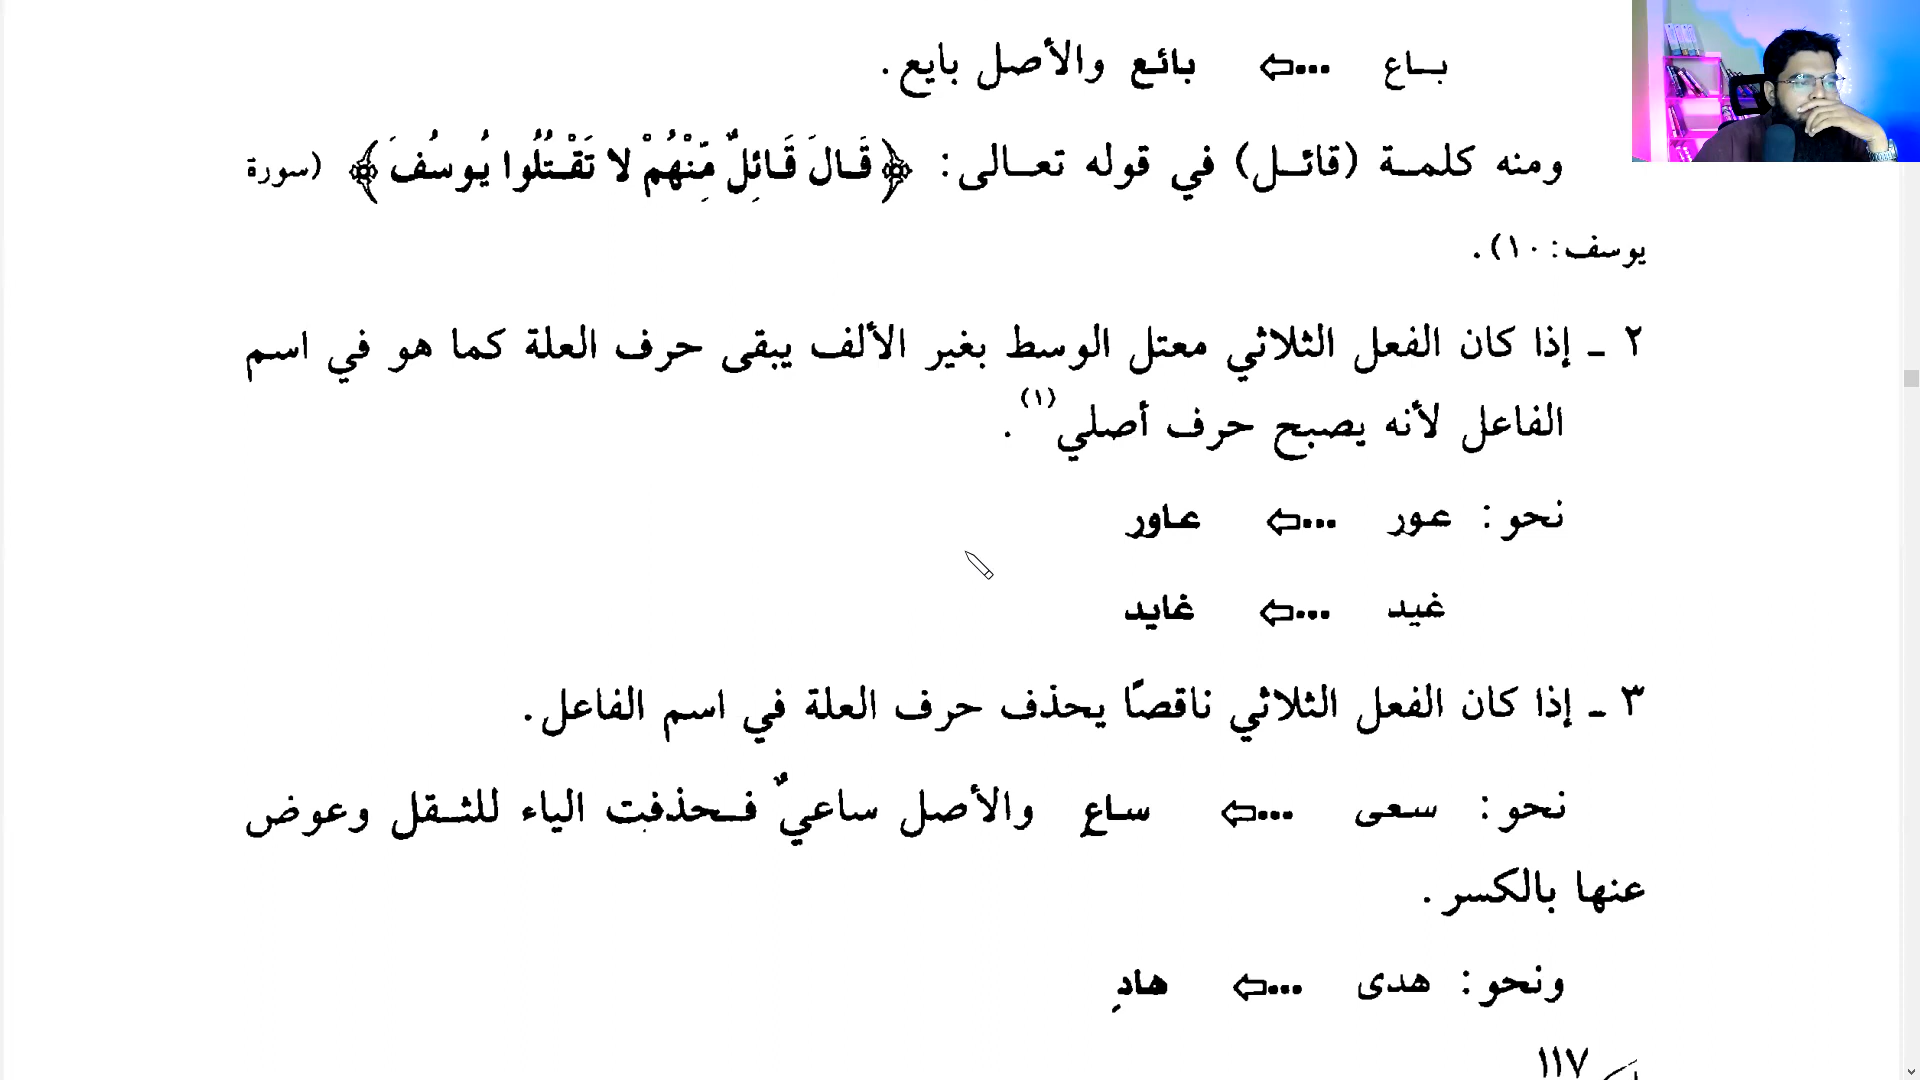 بـاع ...⇦ بائع والأصل بايع.
ومنه كلمـة (قائـل) في قوله تعـالى: ﴿قَـالَ قَـائِلٌ مِّنْهُمْ لا تَقْـتُلُوا يُوسُفَ﴾ (سورة
يوسف: ١٠).
٢ ـ إذا كان الفعل الثلاثي معتل الوسط بغير الألف يبقى حرف العلة كما هو في اسم
الفاعل لأنه يصبح حرف أصلي(١).
نحو: عور ...⇦ عاور
غيد ...⇦ غايد
٣ ـ إذا كان الفعل الثلاثي ناقصًا يحذف حرف العلة في اسم الفاعل.
نحو: سعى ...⇦ ساعٍ والأصل ساعيٌ فـحذفت الياء للثـقل وعوض
عنها بالكسر.
ونحو: هدى ...⇦ هادٍ
١١٧